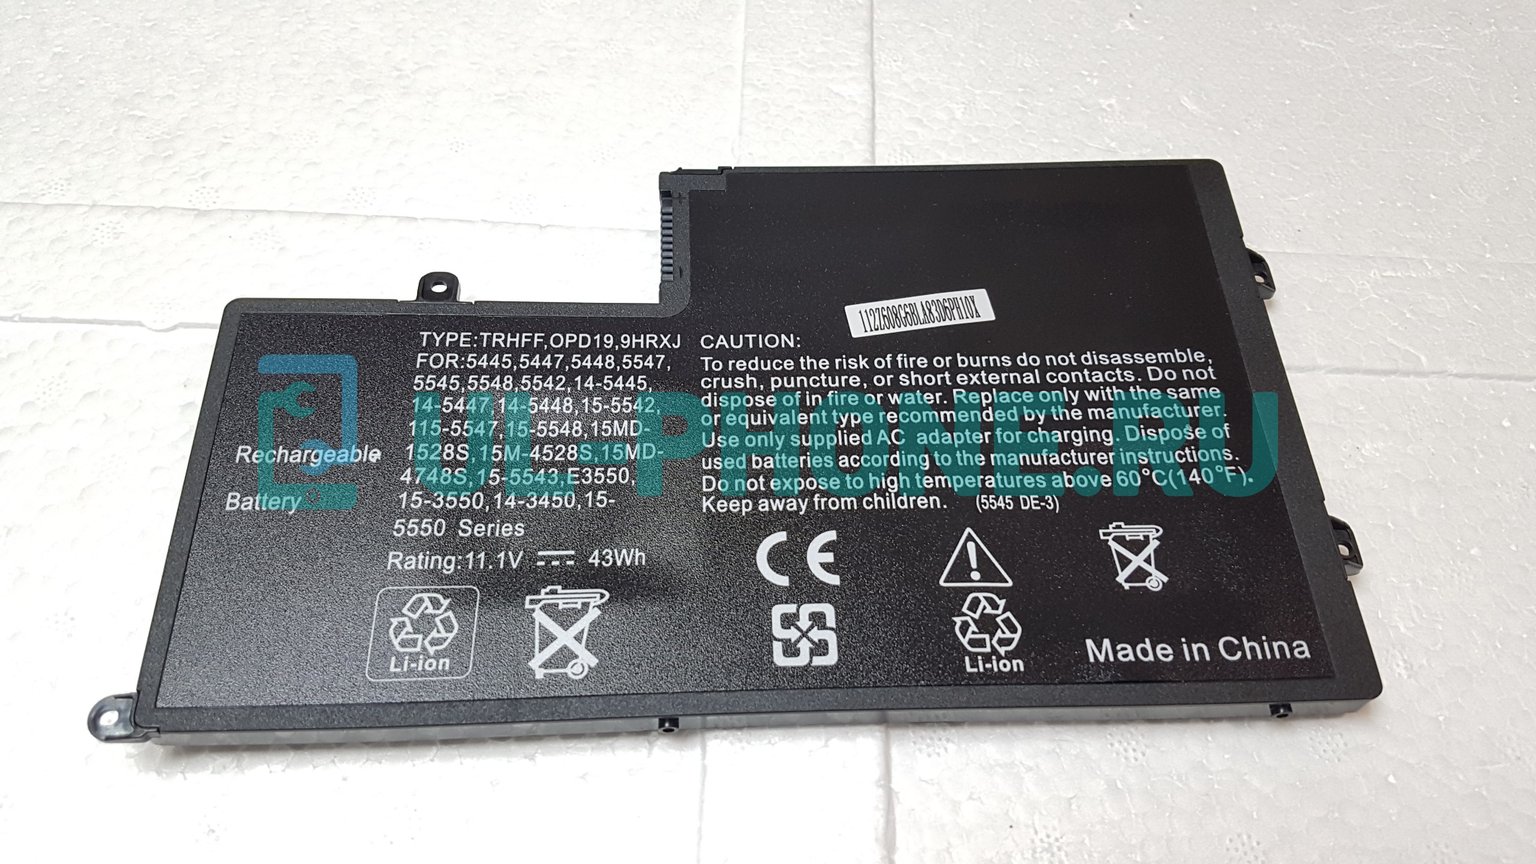 TYPE:TRHFF,OPD19,9HRXJ
FOR:5445,5447,5448,5547,
5545,5548,5542,14-5445,
14-5447,14-5448,15-5542,
115-5547,15-5548,15MD-
1528S,15M-4528S,15MD-
4748S,15-5543,E3550,
15-3550,14-3450,15-
5550 Series
Rating:11.1V 43Wh
Rechargeable
Battery
Li-ion
112Z608G6BLA83D6PH10X
CAUTION:
To reduce the risk of fire or burns do not disassemble,
crush, puncture, or short external contacts. Do not
dispose of in fire or water. Replace only with the same
or equivalent type recommended by the manufacturer.
Use only supplied AC adapter for charging. Dispose of
used batteries according to the manufacturer instructions.
Do not expose to high temperatures above 60°C(140°F).
Keep away from children. (5545 DE-3)
CE
Li-ion
Made in China
UU-PHONE.RU